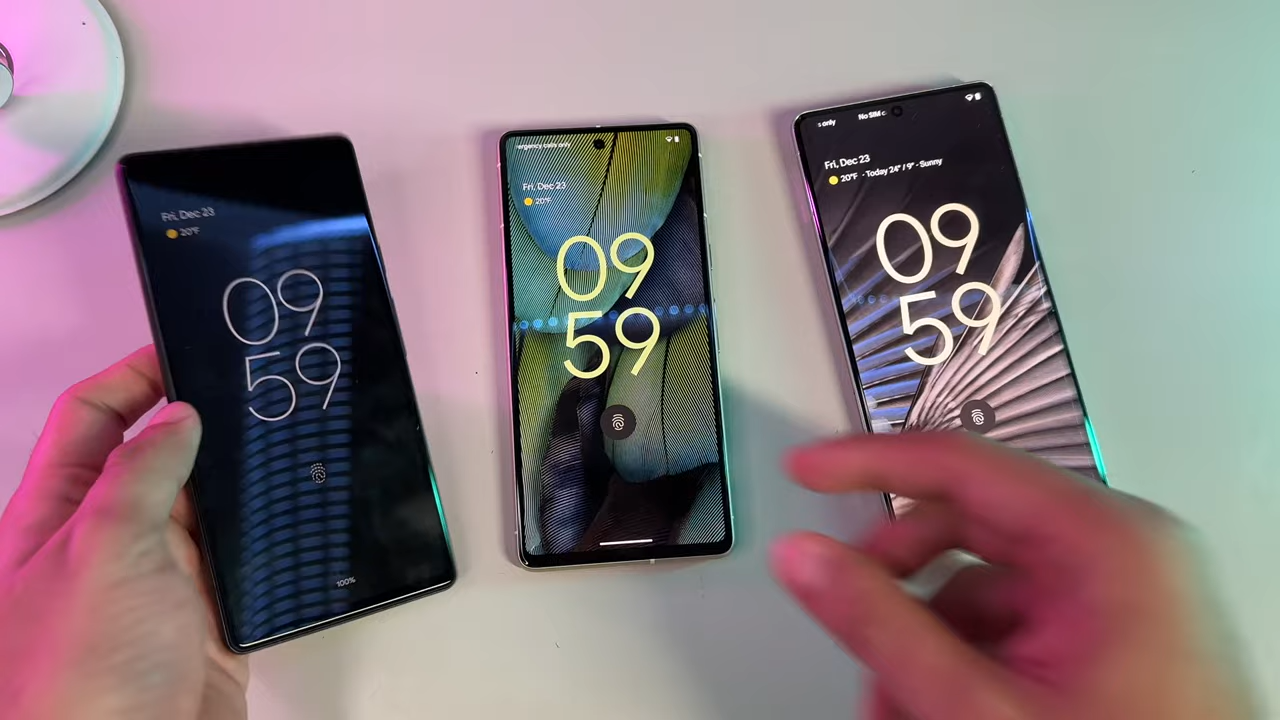 Fri, Dec 23
20°F
09
59
100%
Fri, Dec 23
20°F
09
59
s only No SIM c
Fri, Dec 23
20°F · Today 24° / 9° · Sunny
09
59